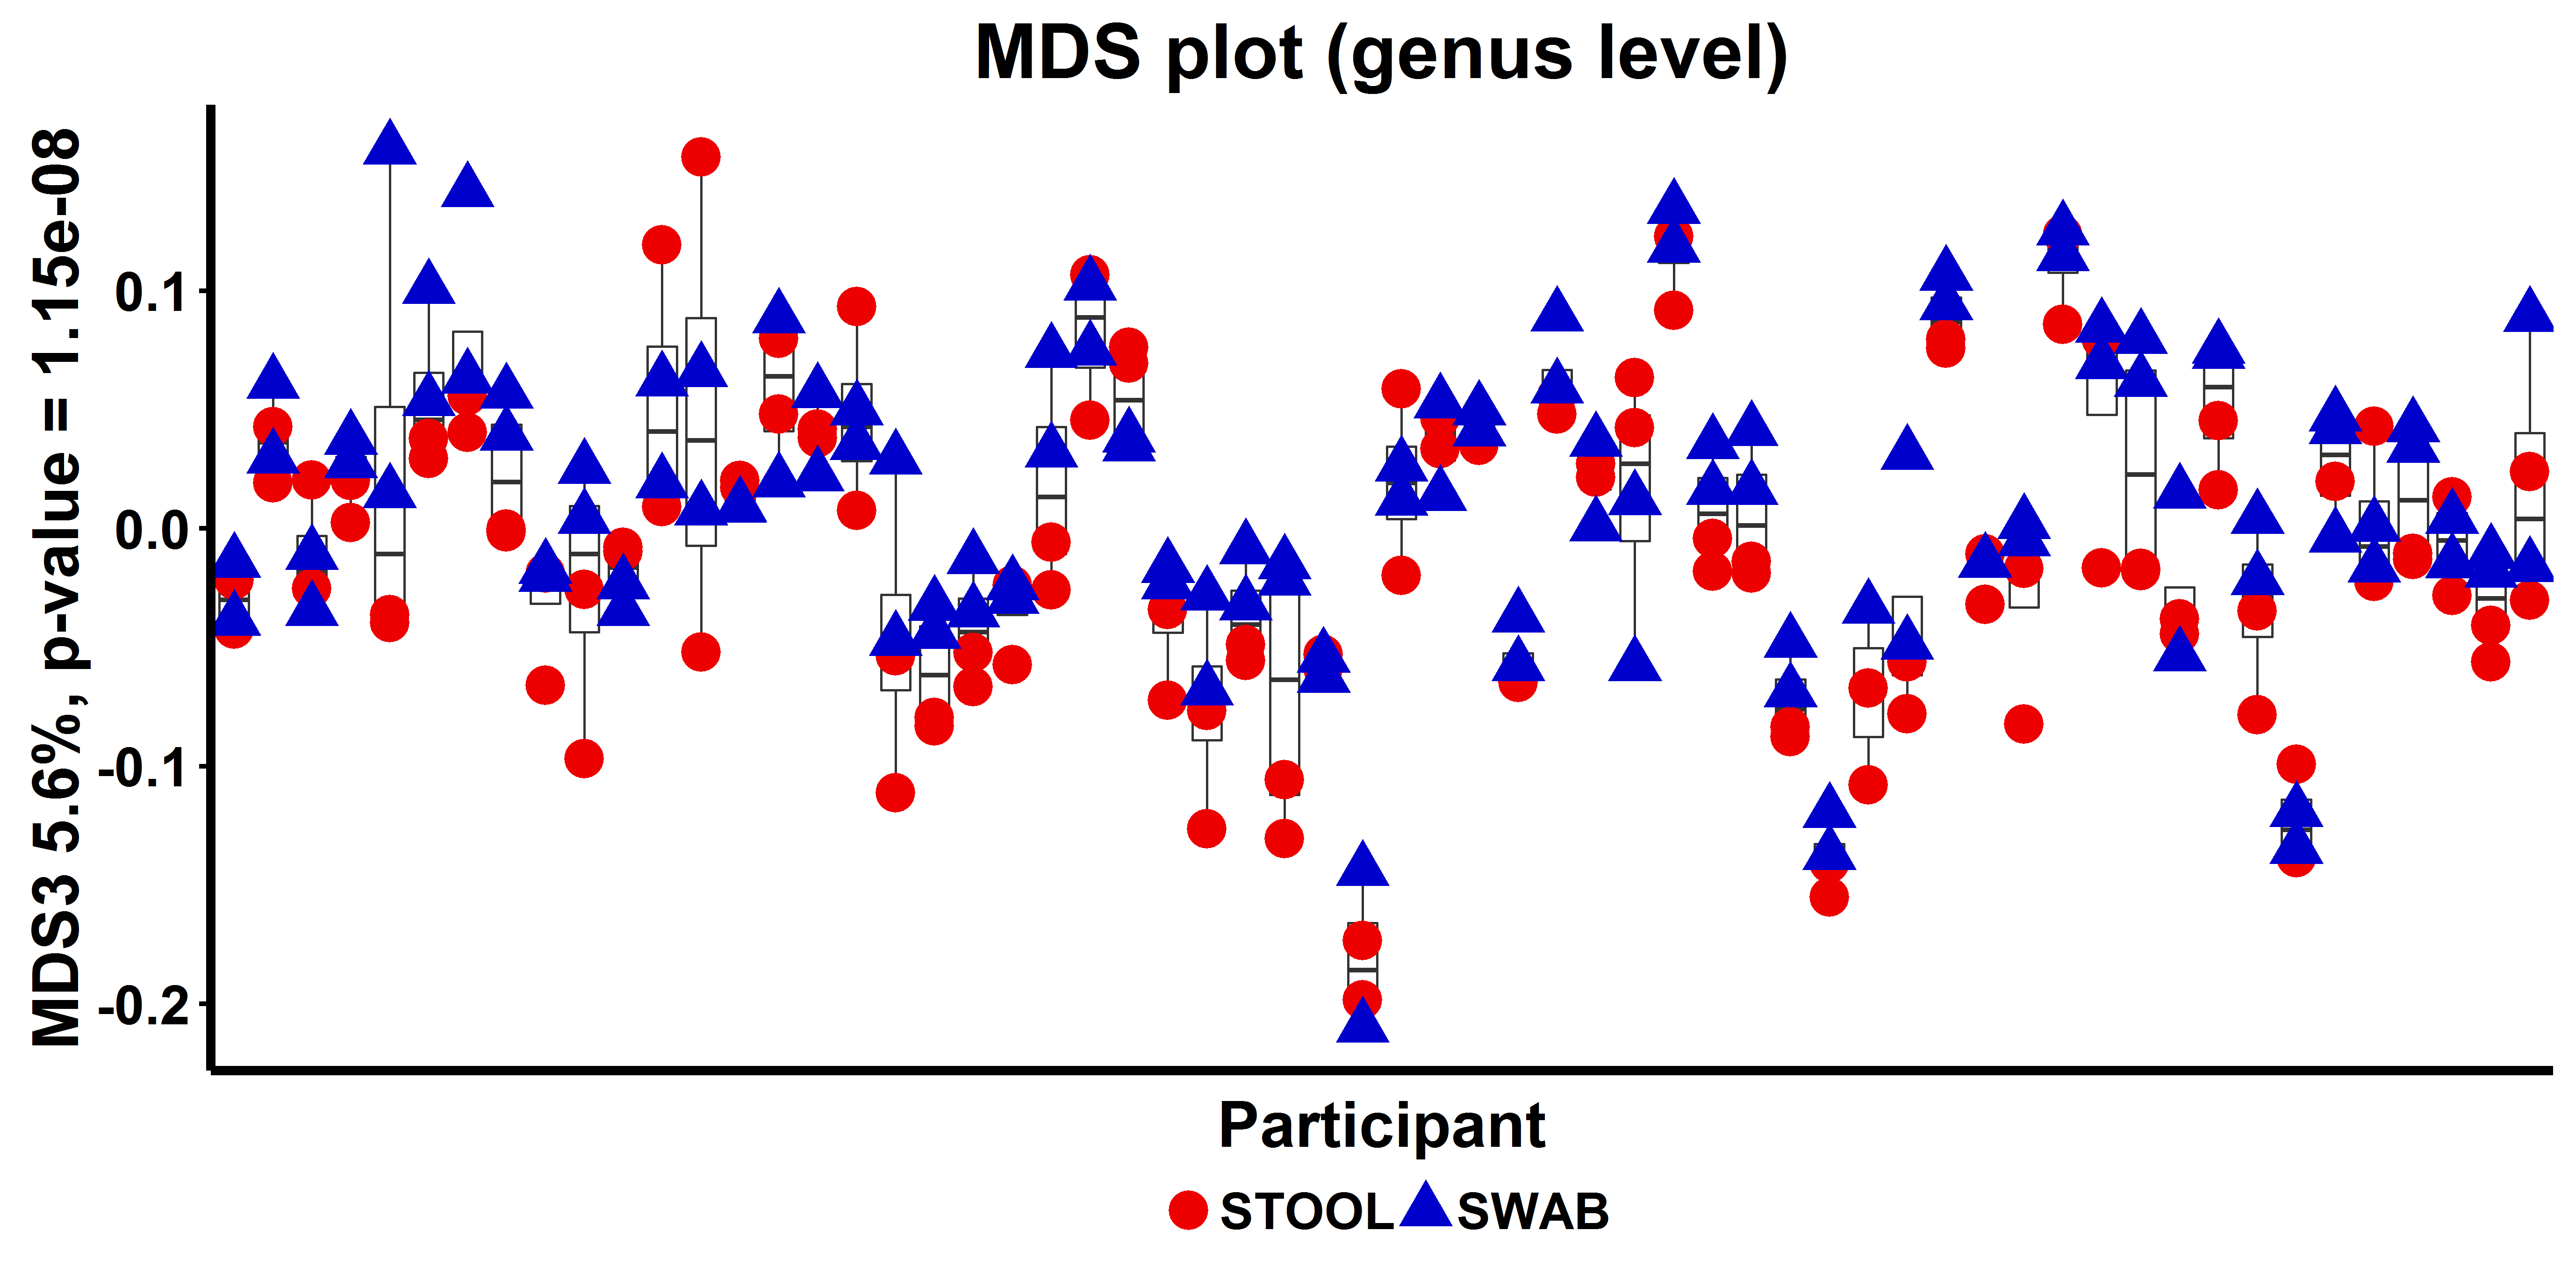 MDS plot (genus level)
MDS3 5.6%, p-value = 1.15e-08
0.1
0.0
-0.1
-0.2
Participant
STOOL SWAB